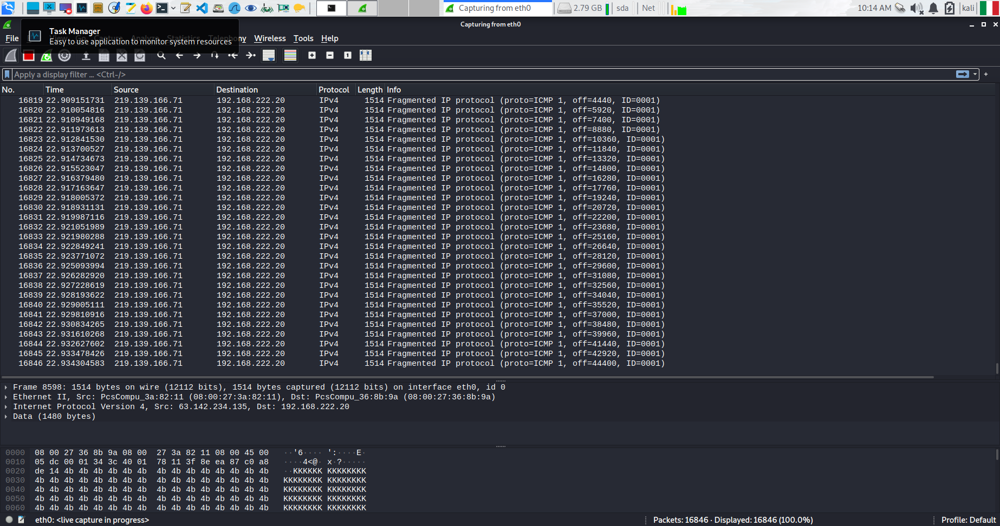 Capturing from eth0
2.79 GB
sda
Net
10:14 AM
kali
Capturing from eth0
Task Manager
Easy to use application to monitor system resources
File
Wireless Tools Help
Apply a display filter … <Ctrl-/>
No. Time Source Destination Protocol Length Info
16819 22.909151731 219.139.166.71 192.168.222.20 IPv4 1514 Fragmented IP protocol (proto=ICMP 1, off=4440, ID=0001)
16820 22.910054816 219.139.166.71 192.168.222.20 IPv4 1514 Fragmented IP protocol (proto=ICMP 1, off=5920, ID=0001)
16821 22.910949168 219.139.166.71 192.168.222.20 IPv4 1514 Fragmented IP protocol (proto=ICMP 1, off=7400, ID=0001)
16822 22.911973613 219.139.166.71 192.168.222.20 IPv4 1514 Fragmented IP protocol (proto=ICMP 1, off=8880, ID=0001)
16823 22.912841530 219.139.166.71 192.168.222.20 IPv4 1514 Fragmented IP protocol (proto=ICMP 1, off=10360, ID=0001)
16824 22.913700527 219.139.166.71 192.168.222.20 IPv4 1514 Fragmented IP protocol (proto=ICMP 1, off=11840, ID=0001)
16825 22.914734673 219.139.166.71 192.168.222.20 IPv4 1514 Fragmented IP protocol (proto=ICMP 1, off=13320, ID=0001)
16826 22.915523047 219.139.166.71 192.168.222.20 IPv4 1514 Fragmented IP protocol (proto=ICMP 1, off=14800, ID=0001)
16827 22.916379480 219.139.166.71 192.168.222.20 IPv4 1514 Fragmented IP protocol (proto=ICMP 1, off=16280, ID=0001)
16828 22.917163647 219.139.166.71 192.168.222.20 IPv4 1514 Fragmented IP protocol (proto=ICMP 1, off=17760, ID=0001)
16829 22.918005372 219.139.166.71 192.168.222.20 IPv4 1514 Fragmented IP protocol (proto=ICMP 1, off=19240, ID=0001)
16830 22.918931131 219.139.166.71 192.168.222.20 IPv4 1514 Fragmented IP protocol (proto=ICMP 1, off=20720, ID=0001)
16831 22.919987116 219.139.166.71 192.168.222.20 IPv4 1514 Fragmented IP protocol (proto=ICMP 1, off=22200, ID=0001)
16832 22.921051989 219.139.166.71 192.168.222.20 IPv4 1514 Fragmented IP protocol (proto=ICMP 1, off=23680, ID=0001)
16833 22.921980288 219.139.166.71 192.168.222.20 IPv4 1514 Fragmented IP protocol (proto=ICMP 1, off=25160, ID=0001)
16834 22.922849241 219.139.166.71 192.168.222.20 IPv4 1514 Fragmented IP protocol (proto=ICMP 1, off=26640, ID=0001)
16835 22.923771072 219.139.166.71 192.168.222.20 IPv4 1514 Fragmented IP protocol (proto=ICMP 1, off=28120, ID=0001)
16836 22.925093994 219.139.166.71 192.168.222.20 IPv4 1514 Fragmented IP protocol (proto=ICMP 1, off=29600, ID=0001)
16837 22.926282920 219.139.166.71 192.168.222.20 IPv4 1514 Fragmented IP protocol (proto=ICMP 1, off=31080, ID=0001)
16838 22.927228619 219.139.166.71 192.168.222.20 IPv4 1514 Fragmented IP protocol (proto=ICMP 1, off=32560, ID=0001)
16839 22.928193622 219.139.166.71 192.168.222.20 IPv4 1514 Fragmented IP protocol (proto=ICMP 1, off=34040, ID=0001)
16840 22.929005111 219.139.166.71 192.168.222.20 IPv4 1514 Fragmented IP protocol (proto=ICMP 1, off=35520, ID=0001)
16841 22.929810916 219.139.166.71 192.168.222.20 IPv4 1514 Fragmented IP protocol (proto=ICMP 1, off=37000, ID=0001)
16842 22.930834265 219.139.166.71 192.168.222.20 IPv4 1514 Fragmented IP protocol (proto=ICMP 1, off=38480, ID=0001)
16843 22.931610268 219.139.166.71 192.168.222.20 IPv4 1514 Fragmented IP protocol (proto=ICMP 1, off=39960, ID=0001)
16844 22.932627602 219.139.166.71 192.168.222.20 IPv4 1514 Fragmented IP protocol (proto=ICMP 1, off=41440, ID=0001)
16845 22.933478426 219.139.166.71 192.168.222.20 IPv4 1514 Fragmented IP protocol (proto=ICMP 1, off=42920, ID=0001)
16846 22.934304583 219.139.166.71 192.168.222.20 IPv4 1514 Fragmented IP protocol (proto=ICMP 1, off=44400, ID=0001)
Frame 8598: 1514 bytes on wire (12112 bits), 1514 bytes captured (12112 bits) on interface eth0, id 0
Ethernet II, Src: PcsCompu_3a:82:11 (08:00:27:3a:82:11), Dst: PcsCompu_36:8b:9a (08:00:27:36:8b:9a)
Internet Protocol Version 4, Src: 63.142.234.135, Dst: 192.168.222.20
Data (1480 bytes)
0000 08 00 27 36 8b 9a 08 00 27 3a 82 11 08 00 45 00 ··'6···· ':····E·
0010 05 dc 00 01 34 3c 40 01 78 11 3f 8e ea 87 c0 a8 ····4<@· x·?·····
0020 de 14 4b 4b 4b 4b 4b 4b 4b 4b 4b 4b 4b 4b 4b 4b ··KKKKKK KKKKKKKK
0030 4b 4b 4b 4b 4b 4b 4b 4b 4b 4b 4b 4b 4b 4b 4b 4b KKKKKKKK KKKKKKKK
0040 4b 4b 4b 4b 4b 4b 4b 4b 4b 4b 4b 4b 4b 4b 4b 4b KKKKKKKK KKKKKKKK
0050 4b 4b 4b 4b 4b 4b 4b 4b 4b 4b 4b 4b 4b 4b 4b 4b KKKKKKKK KKKKKKKK
0060 4b 4b 4b 4b 4b 4b 4b 4b 4b 4b 4b 4b 4b 4b 4b 4b KKKKKKKK KKKKKKKK
eth0: <live capture in progress>
Packets: 16846 · Displayed: 16846 (100.0%)
Profile: Default